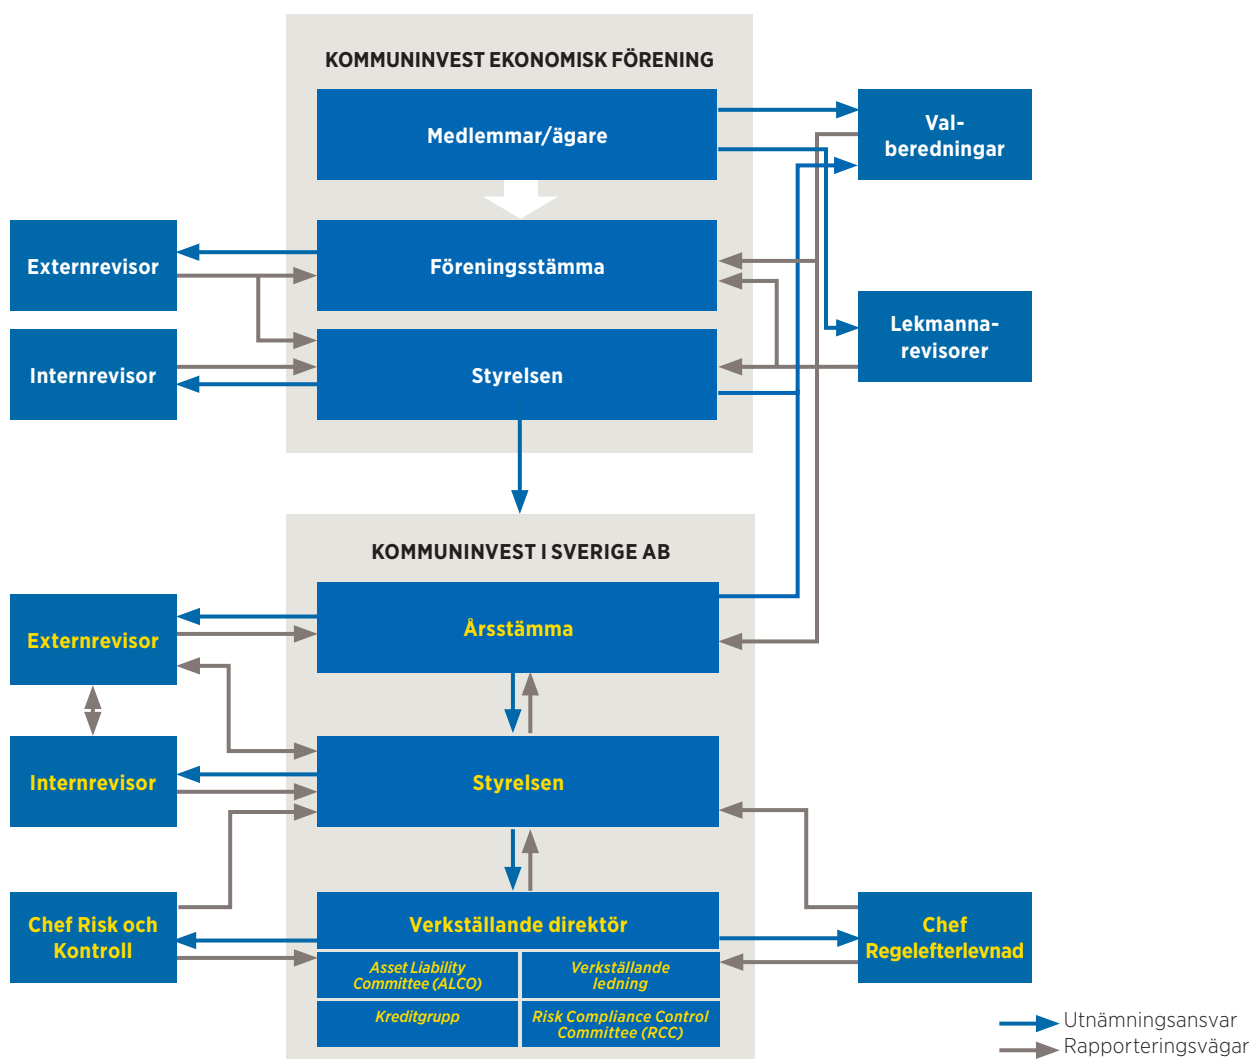 KOMMUNINVEST EKONOMISK FÖRENING
Medlemmar/ägare
Val-
beredningar
Externrevisor
Föreningsstämma
Internrevisor
Styrelsen
Lekmanna-
revisorer
KOMMUNINVEST I SVERIGE AB
Externrevisor
Årsstämma
Internrevisor
Styrelsen
Chef Risk och
Kontroll
Verkställande direktör
Asset Liability
Committee (ALCO)
Verkställande
ledning
Kreditgrupp
Risk Compliance Control
Committee (RCC)
Chef
Regelefterlevnad
Utnämningsansvar
Rapporteringsvägar